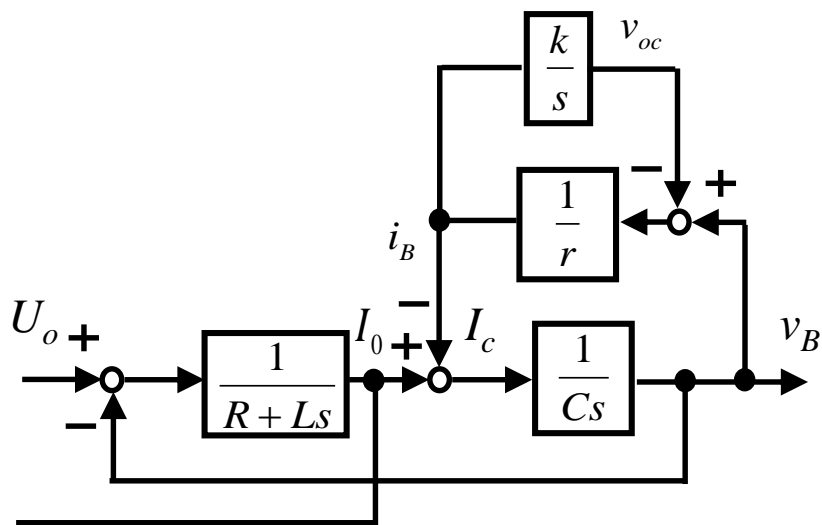 k
s
v_oc
− +
1
r
i_B
−
U_o +
1
R + Ls
I_0 +
I_c
1
Cs
v_B
−